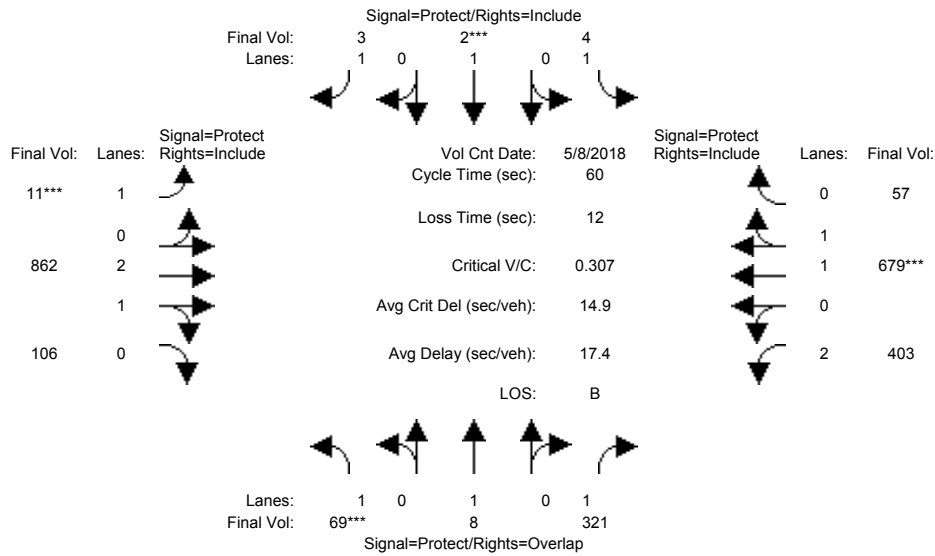 Signal=Protect/Rights=Include
Final Vol: 3 2*** 4
Lanes: 1 0 1 0 1
Signal=Protect Signal=Protect
Final Vol: Lanes: Rights=Include Vol Cnt Date: 5/8/2018 Rights=Include Lanes: Final Vol:
Cycle Time (sec): 60
11*** 1 0 57
Loss Time (sec): 12
0 1
862 2 Critical V/C: 0.307 1 679***
1 Avg Crit Del (sec/veh): 14.9 0
106 0 Avg Delay (sec/veh): 17.4 2 403
LOS: B
Lanes: 1 0 1 0 1
Final Vol: 69*** 8 321
Signal=Protect/Rights=Overlap